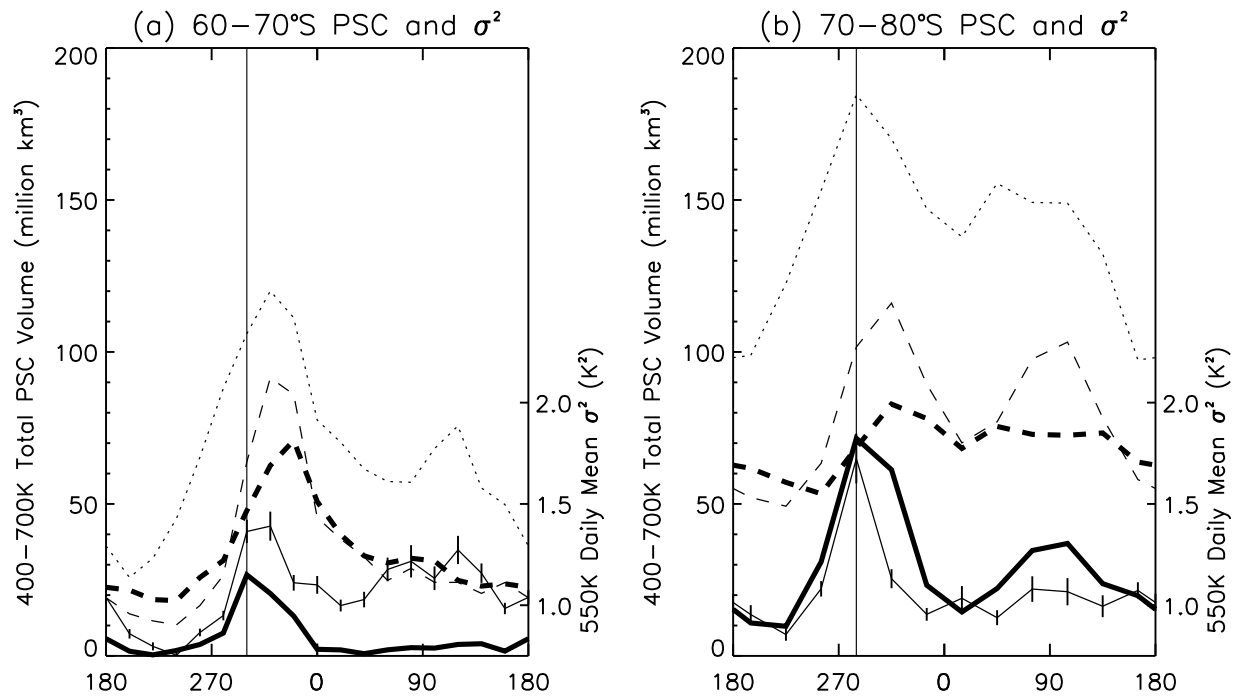 (a) 60−70°S PSC and σ²
200
150
100
50
0
400−700K Total PSC Volume (million km³)
2.0
1.5
1.0
550K Daily Mean σ² (K²)
180 270 0 90 180
(b) 70−80°S PSC and σ²
200
150
100
50
0
400−700K Total PSC Volume (million km³)
2.0
1.5
1.0
550K Daily Mean σ² (K²)
180 270 0 90 180